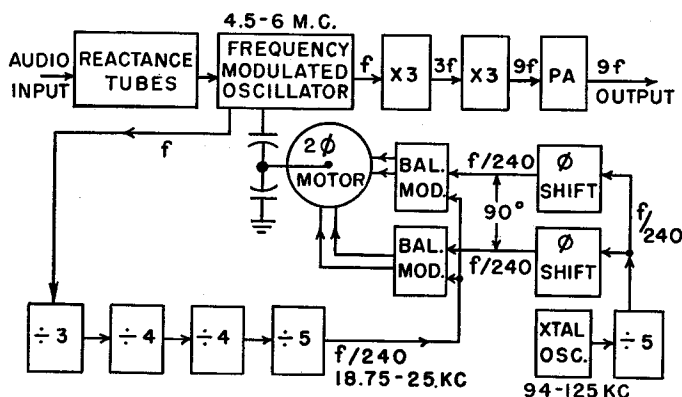 4.5-6 M.C.
AUDIO
INPUT
REACTANCE
TUBES
FREQUENCY
MODULATED
OSCILLATOR
f
X3
3f
X3
9f
PA
9f
OUTPUT
f
2Ø
MOTOR
BAL.
MOD.
f/240
Ø
SHIFT
90°
f/240
BAL.
MOD.
f/240
Ø
SHIFT
÷3
÷4
÷4
÷5
f/240
18.75-25.KC
XTAL
OSC.
÷5
94-125 KC